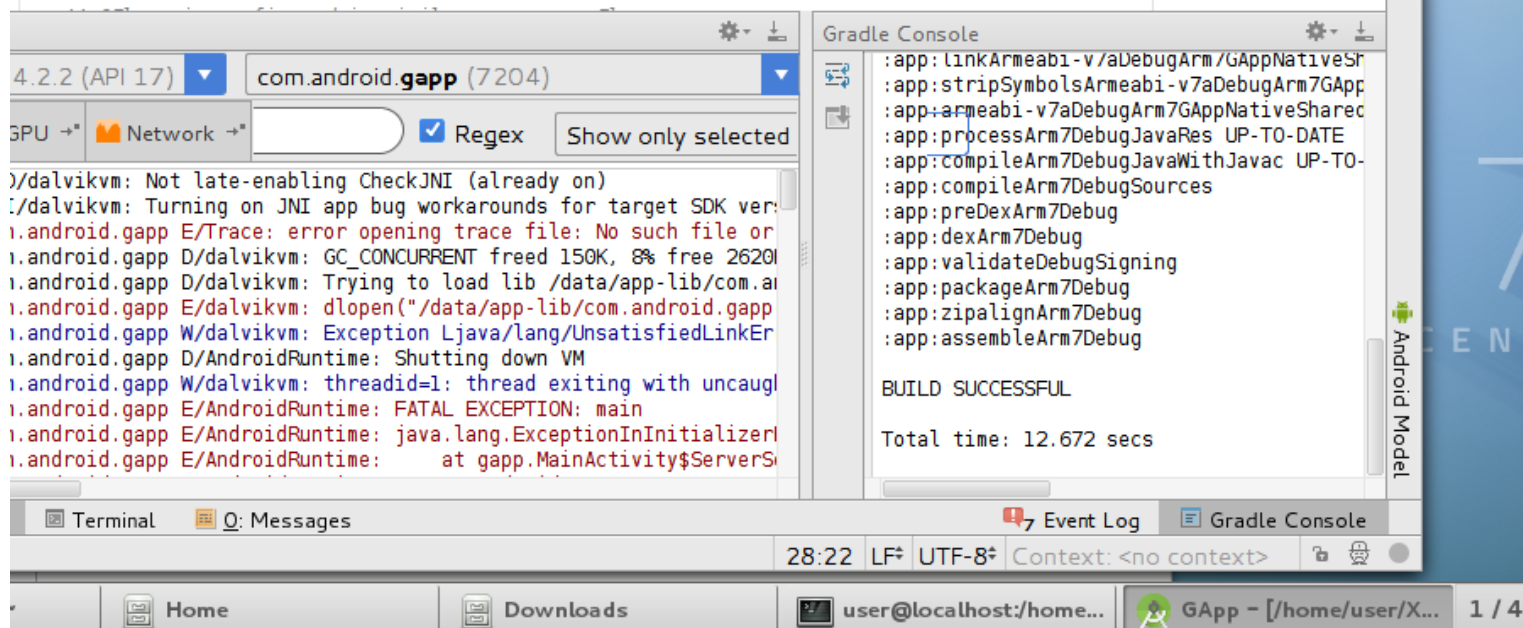 Gradle Console
4.2.2 (API 17)
com.android.gapp (7204)
GPU
Network
Regex
Show only selected
D/dalvikvm: Not late-enabling CheckJNI (already on)
I/dalvikvm: Turning on JNI app bug workarounds for target SDK ver
.android.gapp E/Trace: error opening trace file: No such file or
.android.gapp D/dalvikvm: GC_CONCURRENT freed 150K, 8% free 2620
.android.gapp D/dalvikvm: Trying to load lib /data/app-lib/com.a
.android.gapp E/dalvikvm: dlopen("/data/app-lib/com.android.gapp
.android.gapp W/dalvikvm: Exception Ljava/lang/UnsatisfiedLinkEr
.android.gapp D/AndroidRuntime: Shutting down VM
.android.gapp W/dalvikvm: threadid=1: thread exiting with uncaug
.android.gapp E/AndroidRuntime: FATAL EXCEPTION: main
.android.gapp E/AndroidRuntime: java.lang.ExceptionInInitializer
.android.gapp E/AndroidRuntime: at gapp.MainActivity$ServerS
:app:linkArmeabi-v7aDebugArm7GAppNativeSh
:app:stripSymbolsArmeabi-v7aDebugArm7GApp
:app:armeabi-v7aDebugArm7GAppNativeShared
:app:processArm7DebugJavaRes UP-TO-DATE
:app:compileArm7DebugJavaWithJavac UP-TO-
:app:compileArm7DebugSources
:app:preDexArm7Debug
:app:dexArm7Debug
:app:validateDebugSigning
:app:packageArm7Debug
:app:zipalignArm7Debug
:app:assembleArm7Debug
BUILD SUCCESSFUL
Total time: 12.672 secs
Android Model
CEN
Terminal
0: Messages
7 Event Log
Gradle Console
28:22 LF UTF-8 Context: <no context>
Home
Downloads
user@localhost:/home...
GApp - [/home/user/X...
1 / 4